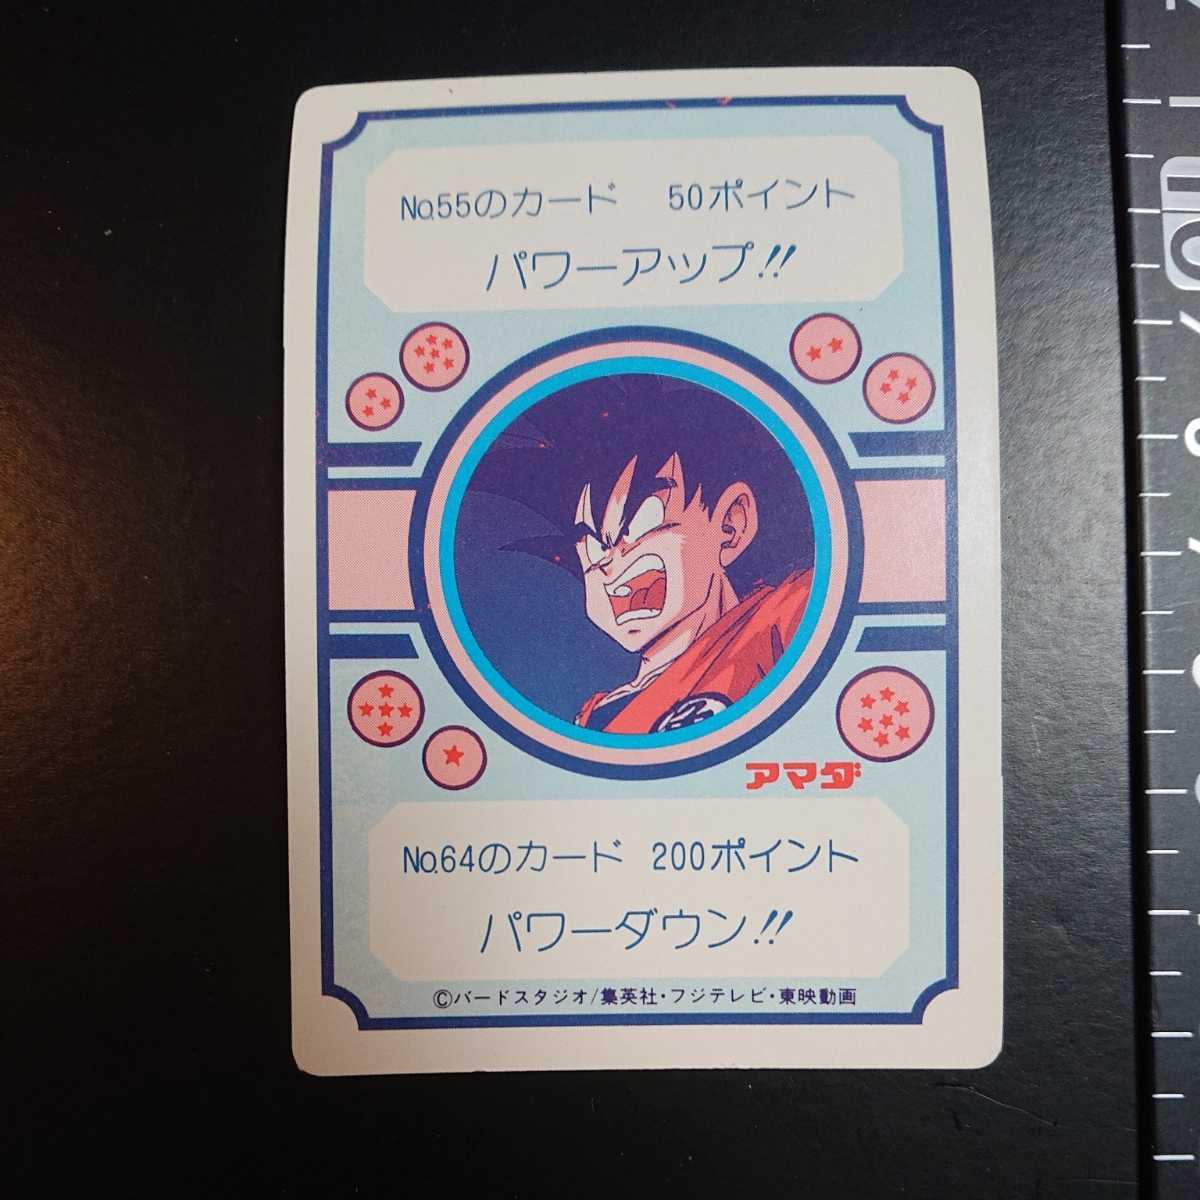 No.55のカード 50ポイント
パワーアップ!!
アマダ
No.64のカード 200ポイント
パワーダウン!!
©バードスタジオ/集英社・フジテレビ・東映動画